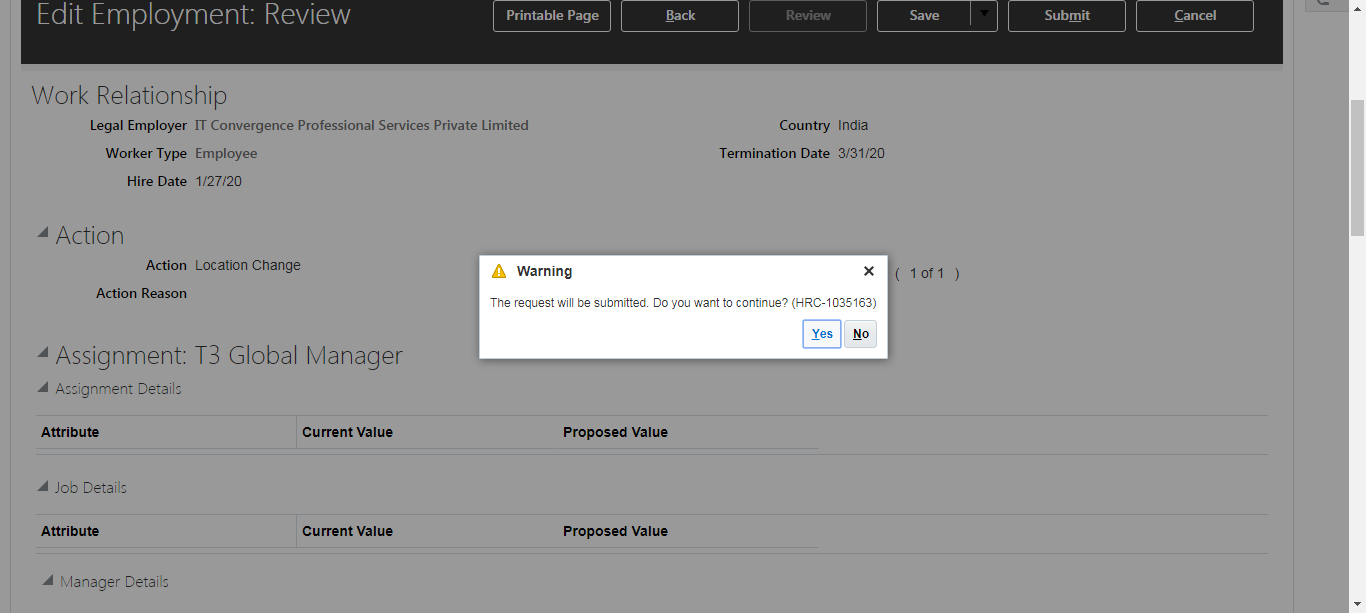 Edit Employment: Review
Printable Page
Back
Review
Save
Submit
Cancel
Work Relationship
Legal Employer IT Convergence Professional Services Private Limited
Country India
Worker Type Employee
Termination Date 3/31/20
Hire Date 1/27/20
Action
Action Location Change
( 1 of 1 )
Action Reason
Warning
The request will be submitted. Do you want to continue? (HRC-1035163)
Yes No
Assignment: T3 Global Manager
Assignment Details
Attribute Current Value Proposed Value
Job Details
Attribute Current Value Proposed Value
Manager Details